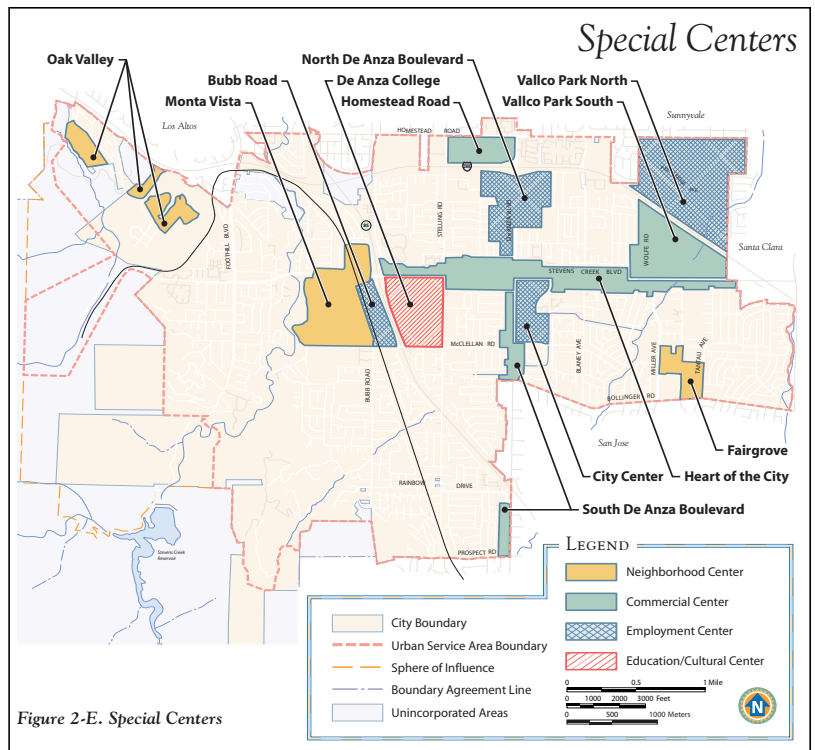 Special Centers
Oak Valley
North De Anza Boulevard
Bubb Road
De Anza College
Vallco Park North
Monta Vista
Homestead Road
Vallco Park South
Los Altos
Sunnyvale
HOMESTEAD ROAD
85
STELLING RD
FOOTHILL BLVD
WOLFE RD
Santa Clara
STEVENS CREEK BLVD
McCLELLAN RD
BLANEY AVE
MILLER AVE
TANTAU AVE
BUBB ROAD
BOLLINGER RD
San Jose
Fairgrove
City Center
Heart of the City
RAINBOW DRIVE
South De Anza Boulevard
PROSPECT RD
Stevens Creek
Reservoir
LEGEND
Neighborhood Center
Commercial Center
Employment Center
Education/Cultural Center
City Boundary
Urban Service Area Boundary
Sphere of Influence
Boundary Agreement Line
Unincorporated Areas
0 0.5 1 Mile
0 1000 2000 3000 Feet
0 500 1000 Meters
N
Figure 2-E. Special Centers